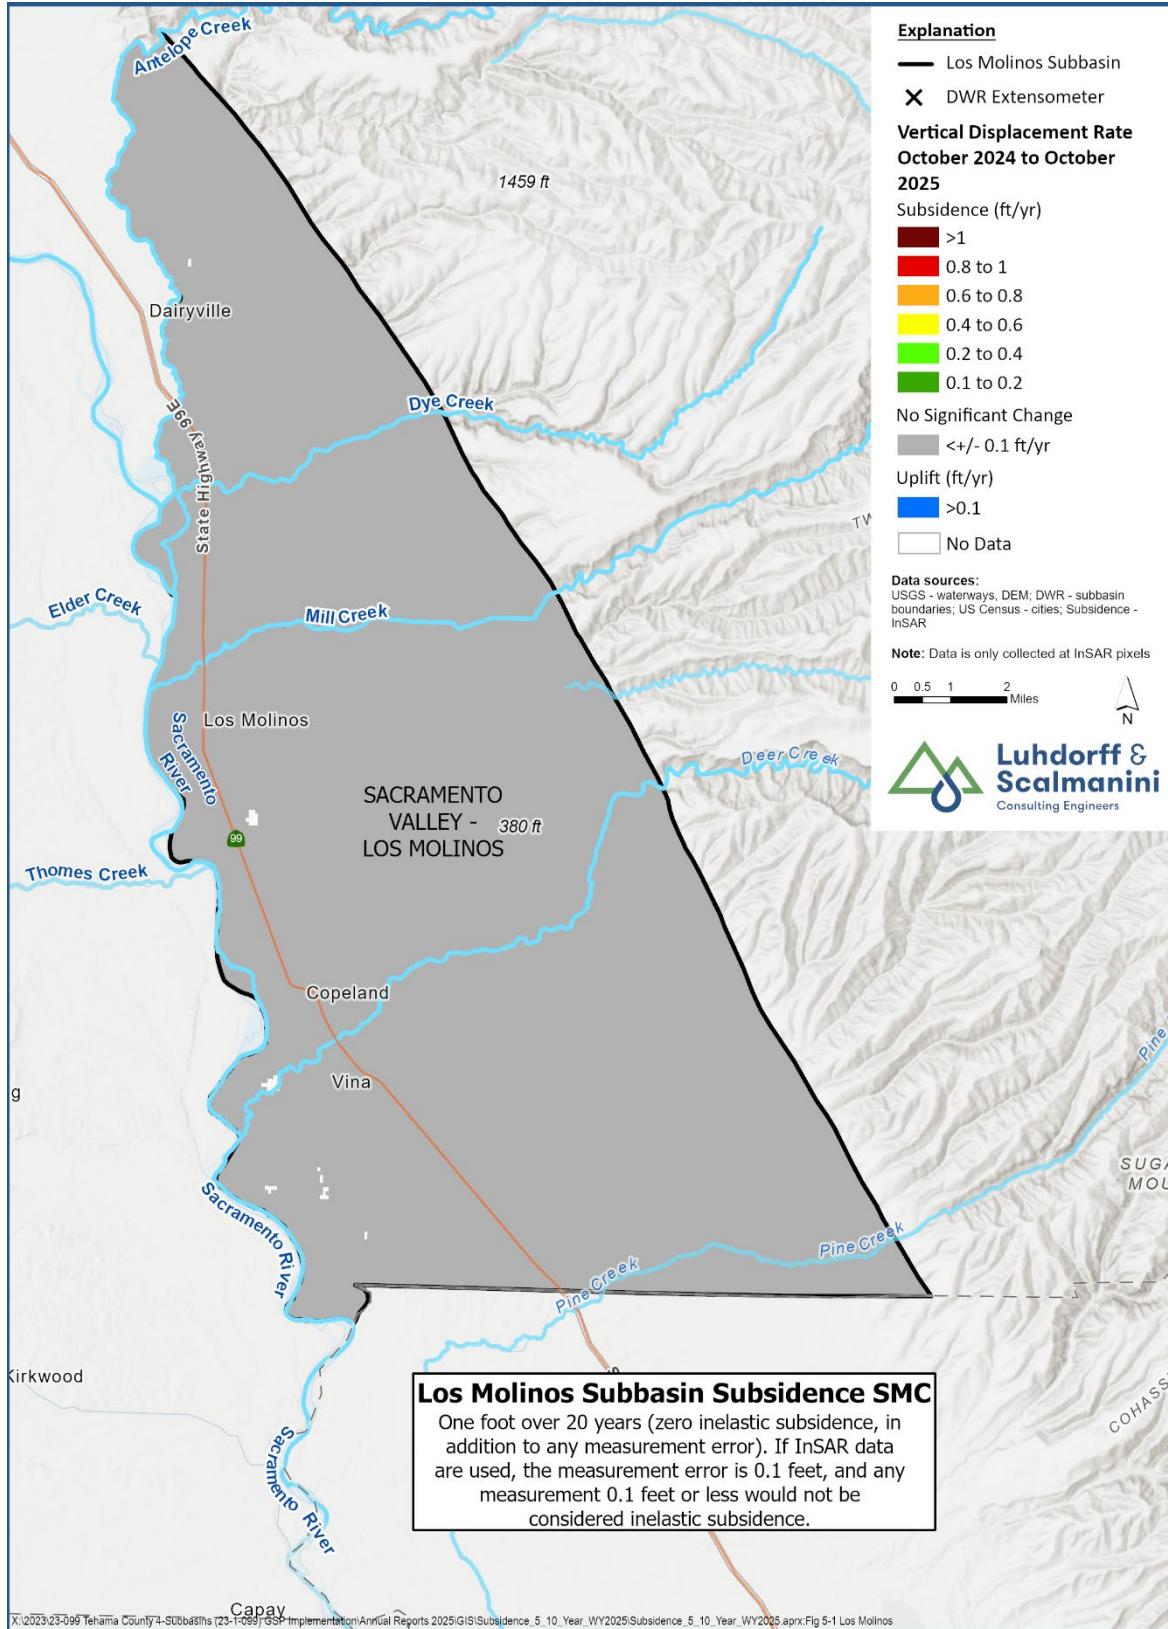 Antelope Creek
1459 ft
Dairyville
Dye Creek
State Highway 99E
TW
Elder Creek
Mill Creek
Sacramento
River
Los Molinos
Deer Creek
SACRAMENTO
VALLEY -
LOS MOLINOS
380 ft
99
Thomes Creek
Copeland
Pine
g
Vina
SUGA
MOU
Sacramento River
Pine Creek
Pine Creek
Kirkwood
COHASS
Sacramento River
Capay
Explanation
Los Molinos Subbasin
DWR Extensometer
Vertical Displacement Rate
October 2024 to October
2025
Subsidence (ft/yr)
>1
0.8 to 1
0.6 to 0.8
0.4 to 0.6
0.2 to 0.4
0.1 to 0.2
No Significant Change
<+/- 0.1 ft/yr
Uplift (ft/yr)
>0.1
No Data
Data sources:
USGS - waterways, DEM; DWR - subbasin
boundaries; US Census - cities; Subsidence -
InSAR
Note: Data is only collected at InSAR pixels
0 0.5 1 2
Miles
N
Luhdorff &
Scalmanini
Consulting Engineers
Los Molinos Subbasin Subsidence SMC
One foot over 20 years (zero inelastic subsidence, in
addition to any measurement error). If InSAR data
are used, the measurement error is 0.1 feet, and any
measurement 0.1 feet or less would not be
considered inelastic subsidence.
X:\2023\23-099 Tehama County 4-Subbasins (23-1-099) GSP Implementation\Annual Reports 2025\GIS\Subsidence_5_10_Year_WY2025\Subsidence_5_10_Year_WY2025.aprx:Fig 5-1 Los Molinos